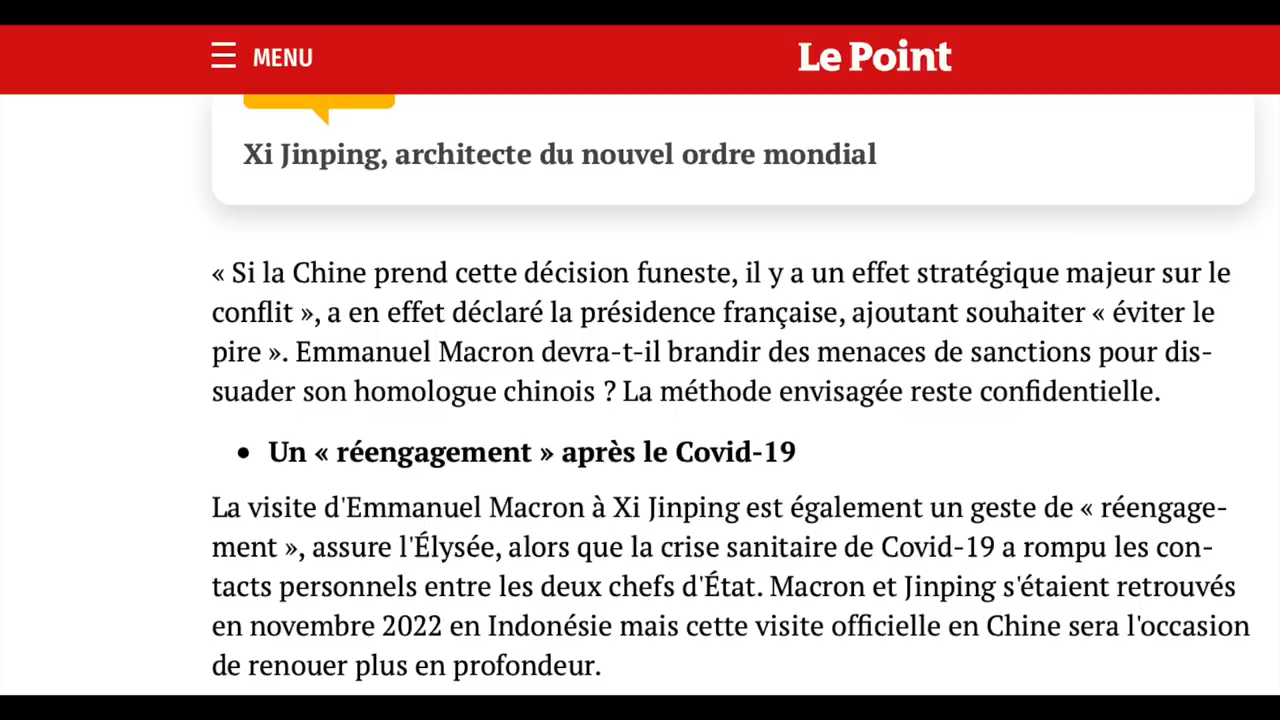 MENU
Le Point
Xi Jinping, architecte du nouvel ordre mondial
« Si la Chine prend cette décision funeste, il y a un effet stratégique majeur sur le
conflit », a en effet déclaré la présidence française, ajoutant souhaiter « éviter le
pire ». Emmanuel Macron devra-t-il brandir des menaces de sanctions pour dis-
suader son homologue chinois ? La méthode envisagée reste confidentielle.
• Un « réengagement » après le Covid-19
La visite d'Emmanuel Macron à Xi Jinping est également un geste de « réengage-
ment », assure l'Élysée, alors que la crise sanitaire de Covid-19 a rompu les con-
tacts personnels entre les deux chefs d'État. Macron et Jinping s'étaient retrouvés
en novembre 2022 en Indonésie mais cette visite officielle en Chine sera l'occasion
de renouer plus en profondeur.